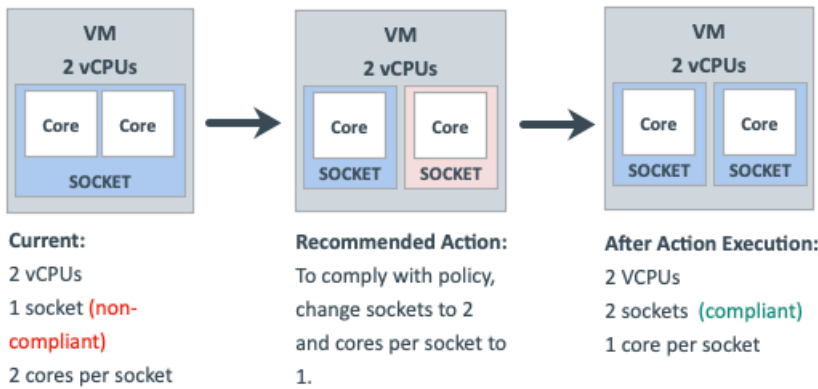 VM
2 vCPUs
Core
Core
SOCKET
Current:
2 vCPUs
1 socket (non-
compliant)
2 cores per socket
VM
2 vCPUs
Core
Core
SOCKET
SOCKET
Recommended Action:
To comply with policy,
change sockets to 2
and cores per socket to
1.
VM
2 vCPUs
Core
Core
SOCKET
SOCKET
After Action Execution:
2 VCPUs
2 sockets (compliant)
1 core per socket